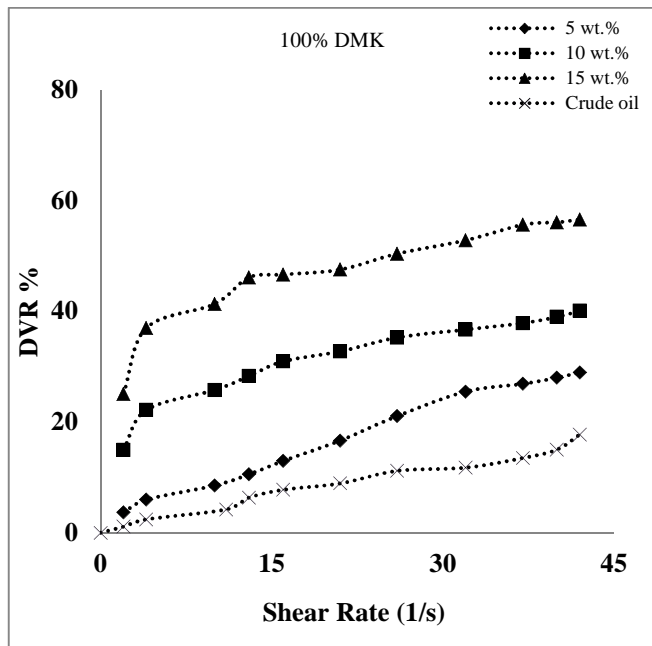 100% DMK
5 wt.%
10 wt.%
15 wt.%
Crude oil
80
60
40
20
0
DVR %
0 15 30 45
Shear Rate (1/s)